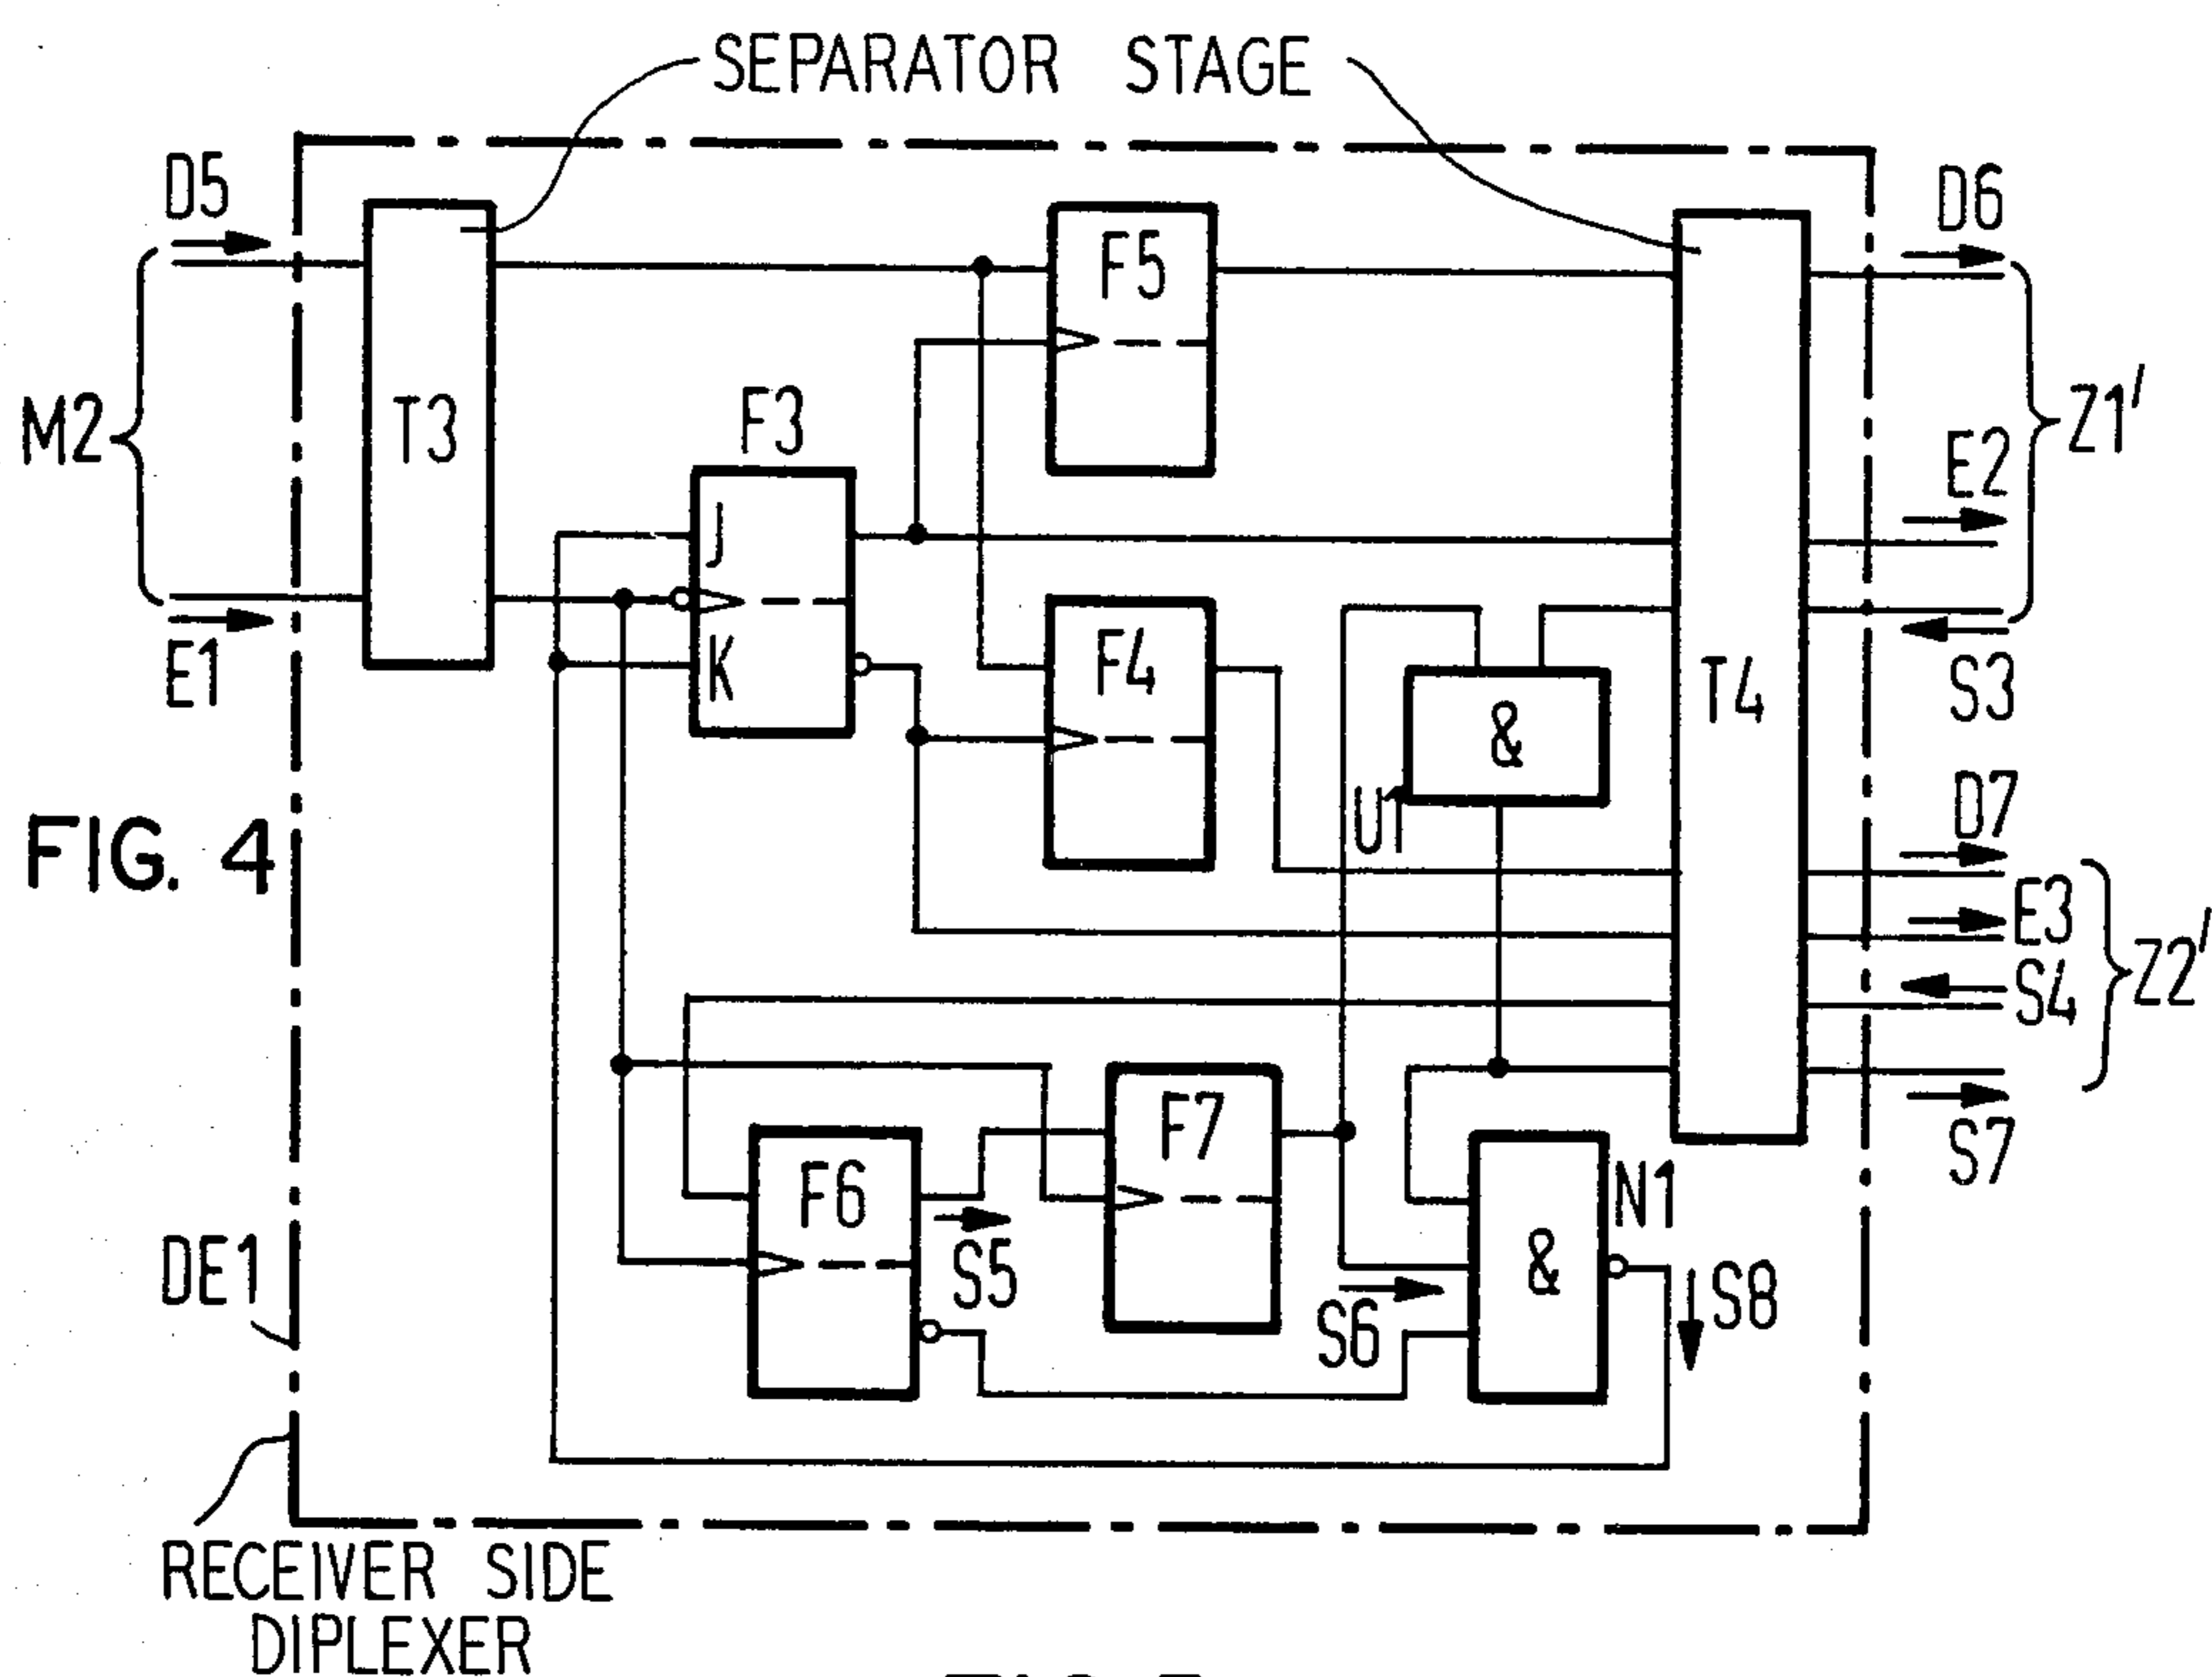 SEPARATOR STAGE
D5
D6
F5
M2
T3
F3
Z1'
E2
J
K
E1
F4
&
T4
S3
U1
D7
FIG. 4
E3
S4
Z2'
F7
S7
F6
N1
&
S5
DE1
S6
S8
RECEIVER SIDE
DIPLEXER